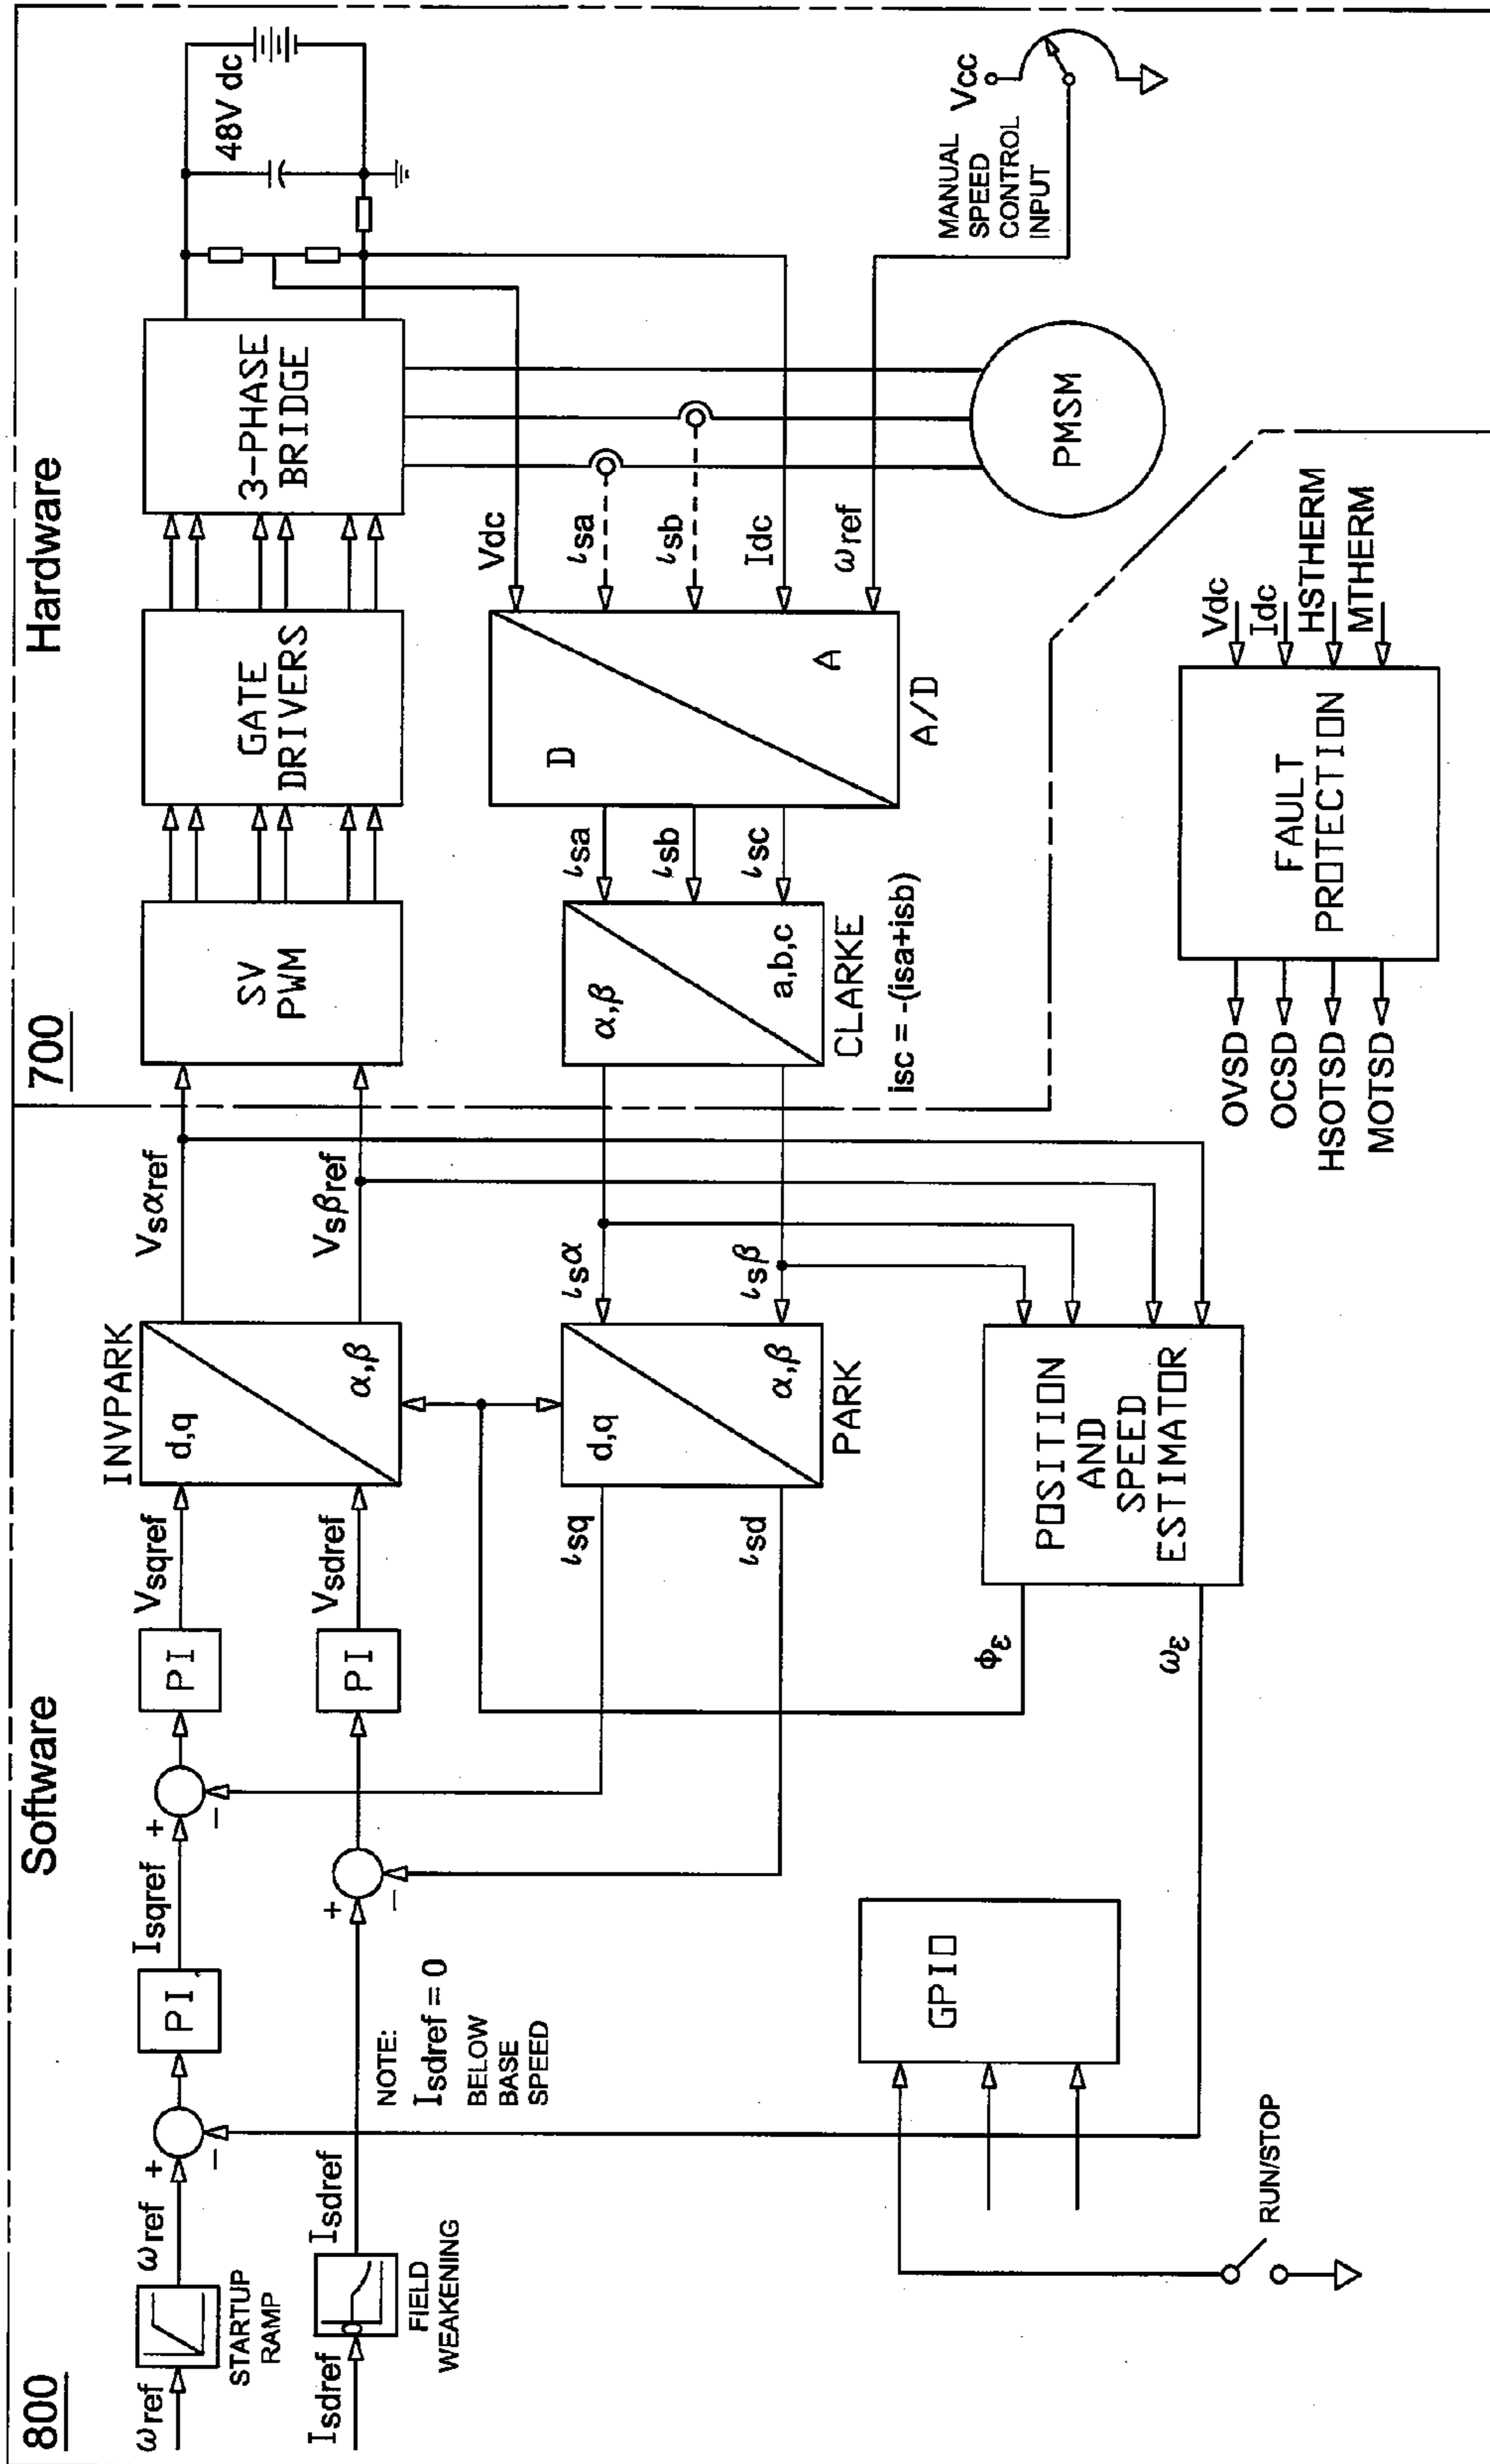 800
Software
700
Hardware
ωref
STARTUP
RAMP
ωref
+
−
PI
Isqref
+
−
PI
Vsqref
INVPARK
d,q
α,β
Vsαref
Vsβref
SV
PWM
GATE
DRIVERS
3-PHASE
BRIDGE
48V dc
Isdref
FIELD
WEAKENING
Isdref
NOTE:
Isdref = 0
BELOW
BASE
SPEED
+
−
PI
Vsdref
ιsq
ιsd
d,q
α,β
PARK
ιsα
ιsβ
α,β
a,b,c
CLARKE
isc = -(isa+isb)
ιsa
ιsb
ιsc
D
A
A/D
Vdc
ιsa
ιsb
Idc
ωref
MANUAL
SPEED
CONTROL
INPUT
Vcc
PMSM
GPIO
RUN/STOP
ϕε
ωε
POSITION
AND
SPEED
ESTIMATOR
OVSD
OCSD
HSOTSD
MOTSD
FAULT
PROTECTION
Vdc
Idc
HSTHERM
MTHERM